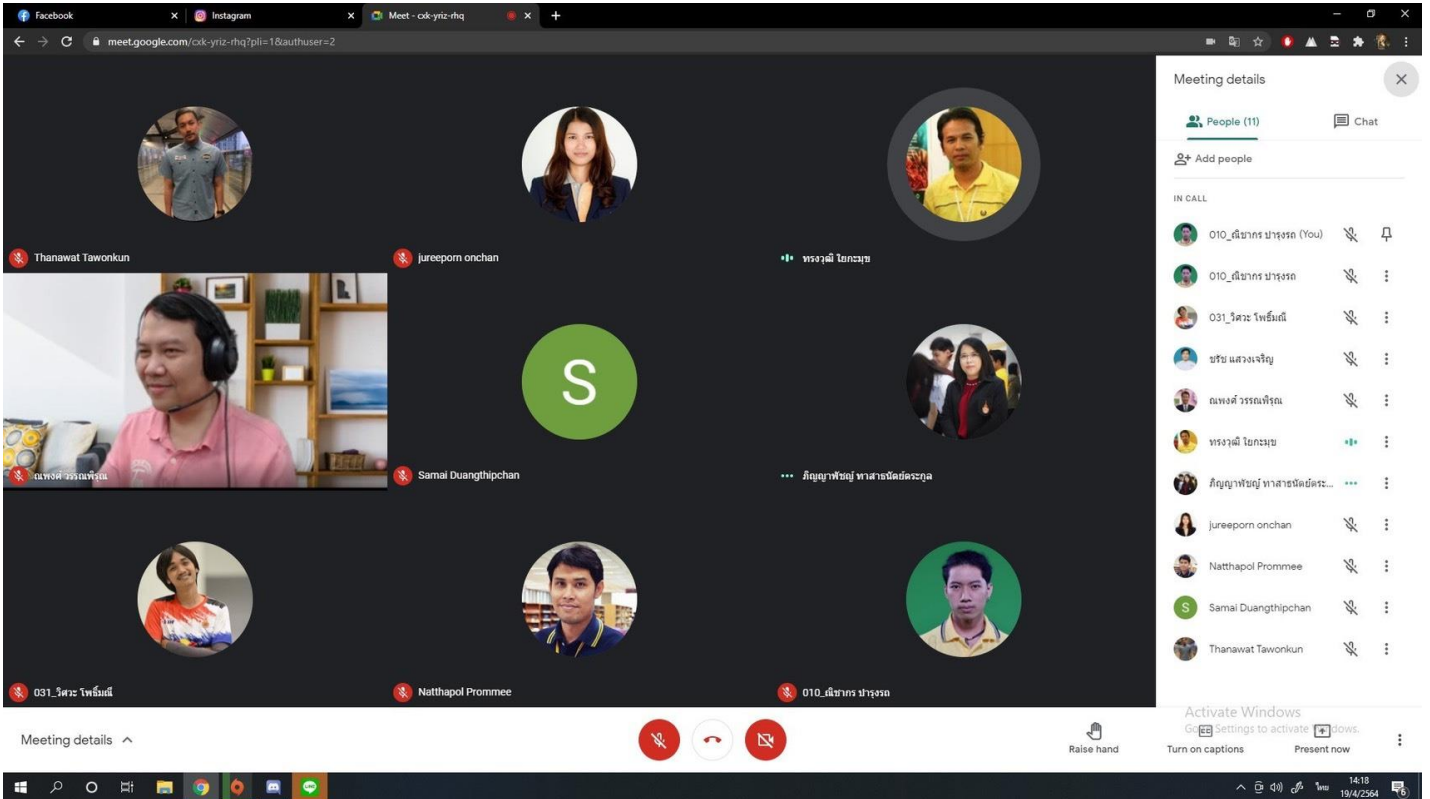 Facebook
Instagram
Meet - cxk-yriz-rhq
meet.google.com/cxk-yriz-rhq?pli=1&authuser=2
Thanawat Tawonkun
jureeporn onchan
ทรงวุฒิ ใยกะมุข
ณพงศ์ วรรณพิรุณ
S
Samai Duangthipchan
ภิญญาพัชญ์ ทาสาธนัตย์ตระกูล
031_วิศวะ โพธิ์มณี
Natthapol Prommee
010_ณิชากร ปารุงรถ
Meeting details
People (11)
Chat
Add people
IN CALL
010_ณิชากร ปารุงรถ (You)
010_ณิชากร ปารุงรถ
031_วิศวะ โพธิ์มณี
ปรัช แสวงเจริญ
ณพงศ์ วรรณพิรุณ
ทรงวุฒิ ใยกะมุข
ภิญญาพัชญ์ ทาสาธนัตย์ตระ...
jureeporn onchan
Natthapol Prommee
S Samai Duangthipchan
Thanawat Tawonkun
Activate Windows
Settings to activate
Meeting details
Raise hand
Turn on captions
Present now
ไทย
14:18
19/4/2564
6